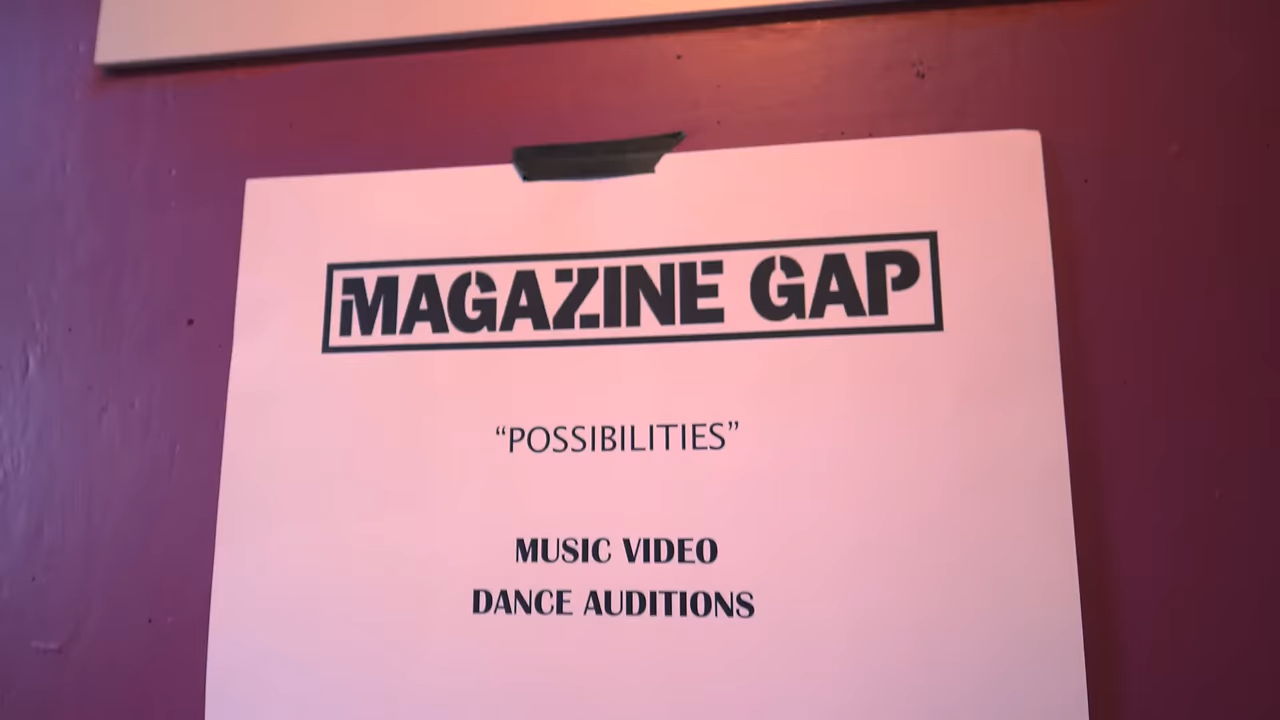 MAGAZINE GAP
“POSSIBILITIES”
MUSIC VIDEO
DANCE AUDITIONS